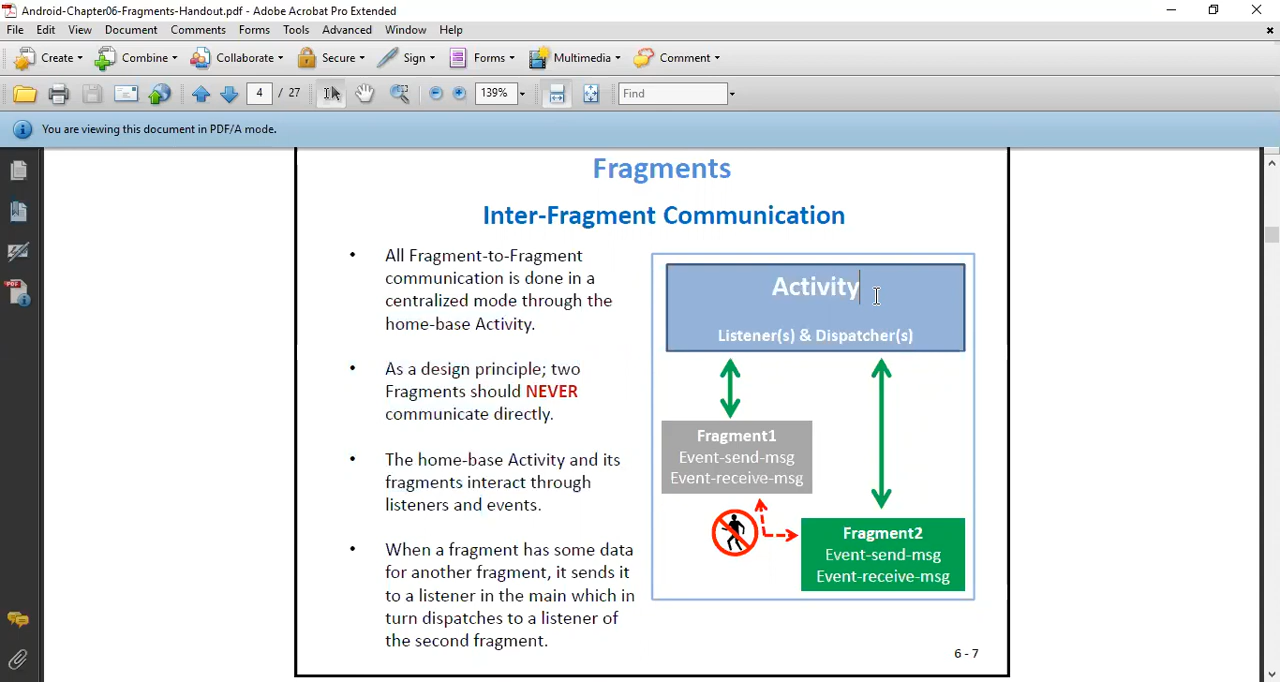 Android-Chapter06-Fragments-Handout.pdf - Adobe Acrobat Pro Extended
File Edit View Document Comments Forms Tools Advanced Window Help
Create Combine Collaborate Secure Sign Forms Multimedia Comment
4 / 27 139% Find
You are viewing this document in PDF/A mode.
Fragments
Inter-Fragment Communication
• All Fragment-to-Fragment
communication is done in a
centralized mode through the
home-base Activity.
• As a design principle; two
Fragments should NEVER
communicate directly.
• The home-base Activity and its
fragments interact through
listeners and events.
• When a fragment has some data
for another fragment, it sends it
to a listener in the main which in
turn dispatches to a listener of
the second fragment.
Activity
Listener(s) & Dispatcher(s)
Fragment1
Event-send-msg
Event-receive-msg
Fragment2
Event-send-msg
Event-receive-msg
6 - 7